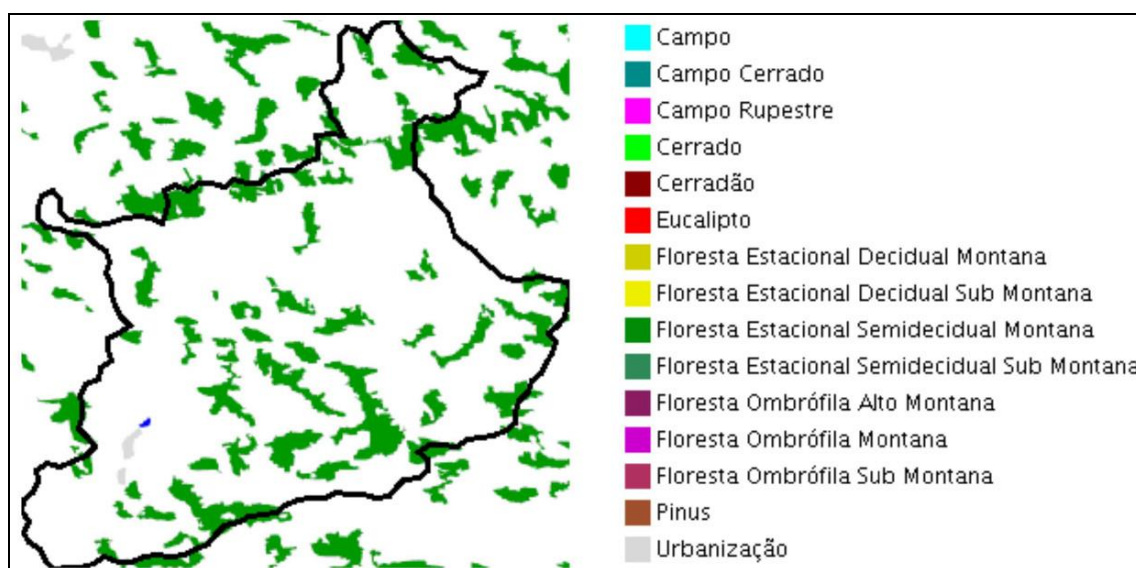 Campo
Campo Cerrado
Campo Rupestre
Cerrado
Cerradão
Eucalipto
Floresta Estacional Decidual Montana
Floresta Estacional Decidual Sub Montana
Floresta Estacional Semidecidual Montana
Floresta Estacional Semidecidual Sub Montana
Floresta Ombrófila Alto Montana
Floresta Ombrófila Montana
Floresta Ombrófila Sub Montana
Pinus
Urbanização